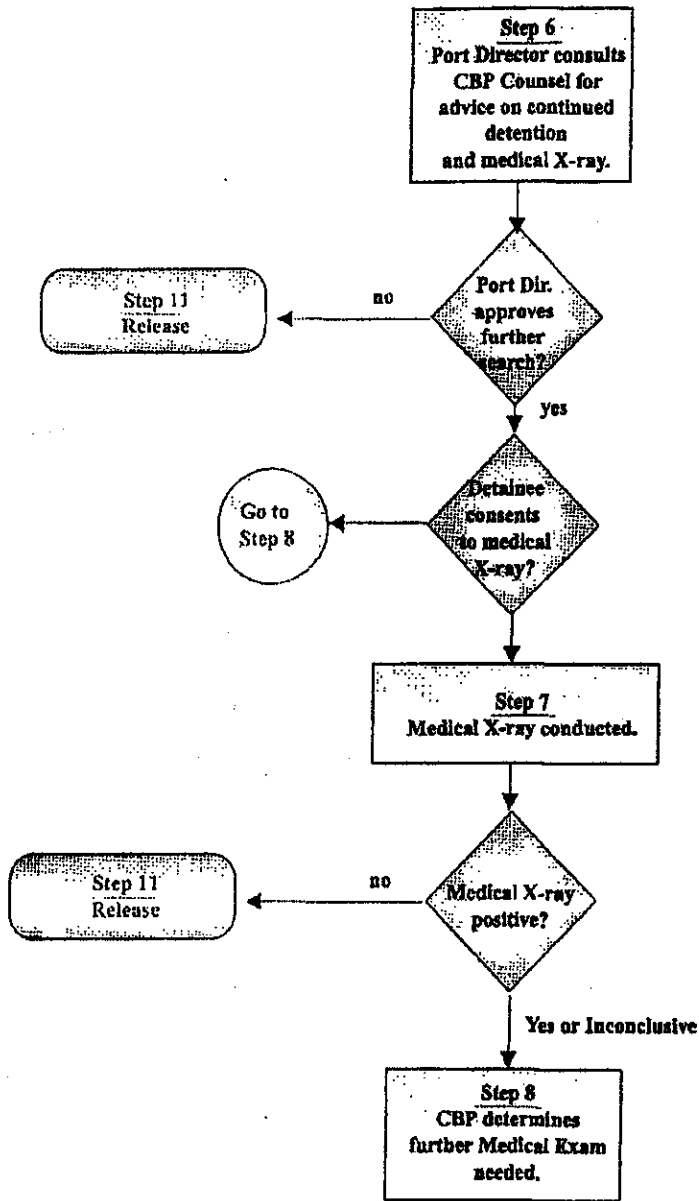 Step 6
Port Director consults
CBP Counsel for
advice on continued
detention
and medical X-ray.
Port Dir.
approves
further
search?
no
Step 11
Release
yes
Detainee
consents
to medical
X-ray?
Go to
Step 8
Step 7
Medical X-ray conducted.
Medical X-ray
positive?
no
Step 11
Release
Yes or Inconclusive
Step 8
CBP determines
further Medical Exam
needed.